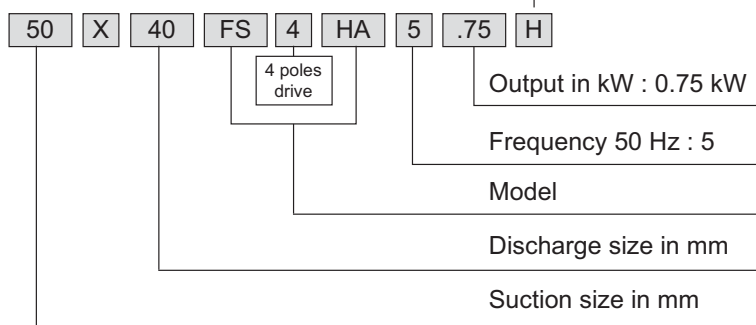 50 X 40 FS 4 HA 5 .75 H
4 poles
drive
Output in kW : 0.75 kW
Frequency 50 Hz : 5
Model
Discharge size in mm
Suction size in mm